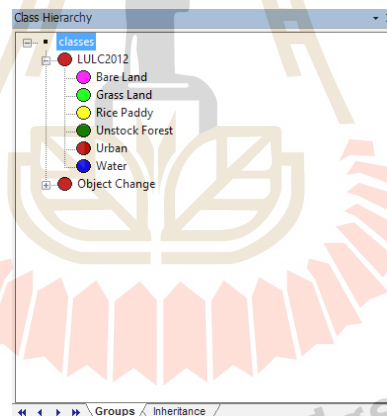 Class Hierarchy
classes
LULC2012
Bare Land
Grass Land
Rice Paddy
Unstock Forest
Urban
Water
Object Change
Groups Inheritance